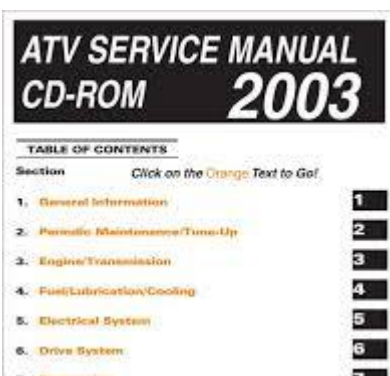 ATV SERVICE MANUAL
CD-ROM 2003
TABLE OF CONTENTS
Section Click on the Orange Text to Go!
1. General Information 1
2. Periodic Maintenance/Tune-Up 2
3. Engine/Transmission 3
4. Fuel/Lubrication/Cooling 4
5. Electrical System 5
6. Drive System 6